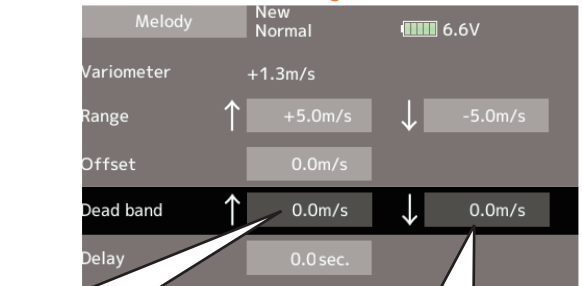 Melody New Normal 6.6V
Variometer +1.3m/s
Range ↑ +5.0m/s ↓ -5.0m/s
Offset 0.0m/s
Dead band ↑ 0.0m/s ↓ 0.0m/s
Delay 0.0 sec.